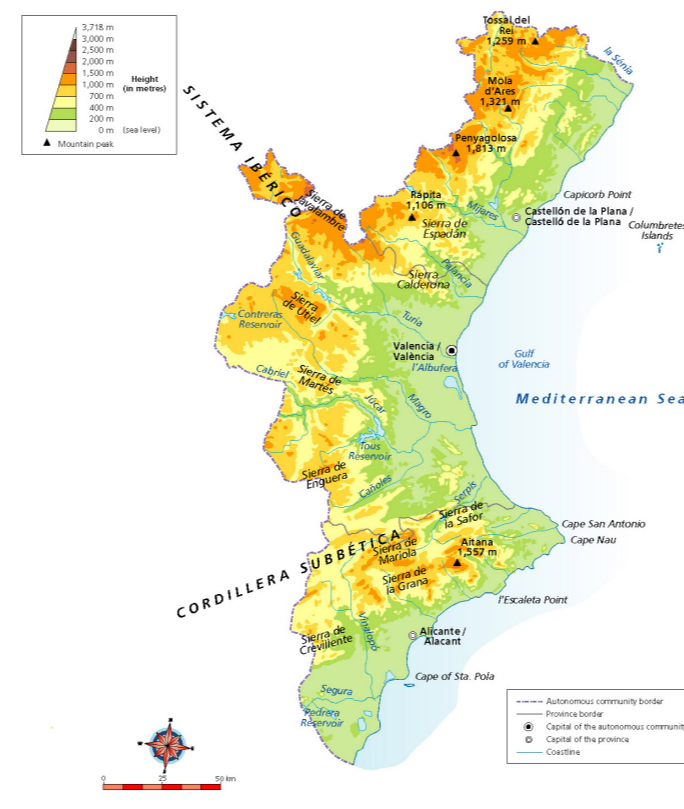 3,718 m
3,000 m
2,500 m
2,000 m
1,500 m
1,000 m
700 m
400 m
200 m
0 m
(sea level)
Height
(in metres)
Mountain peak
Tossal del
Rei
1,259 m
la Sénia
Mola
d'Ares
1,321 m
SISTEMA IBÉRICO
Penyagolosa
1,813 m
Sierra de
Javalambre
Rápita
1,106 m
Mijares
Capicorb Point
Castellón de la Plana /
Castelló de la Plana
Columbretes
Islands
Sierra de
Espadán
Guadalaviar
Sierra
Calderona
Palancia
Sierra
de Utiel
Contreras
Reservoir
Turia
Valencia /
València
l'Albufera
Gulf
of Valencia
Cabriel
Sierra de
Martés
Júcar
Magro
Mediterranean Sea
Tous
Reservoir
Sierra de
Enguera
Cañoles
Serpis
Sierra de
la Safor
Cape San Antonio
Cape Nau
CORDILLERA SUBBÉTICA
Sierra de
Mariola
Aitana
1,557 m
Sierra de
la Grana
l'Escaleta Point
Vinalopó
Sierra de
Crevillente
Alicante /
Alacant
Cape of Sta. Pola
Segura
Pedrera
Reservoir
Autonomous community border
Province border
Capital of the autonomous community
Capital of the province
Coastline
0 25 50 km